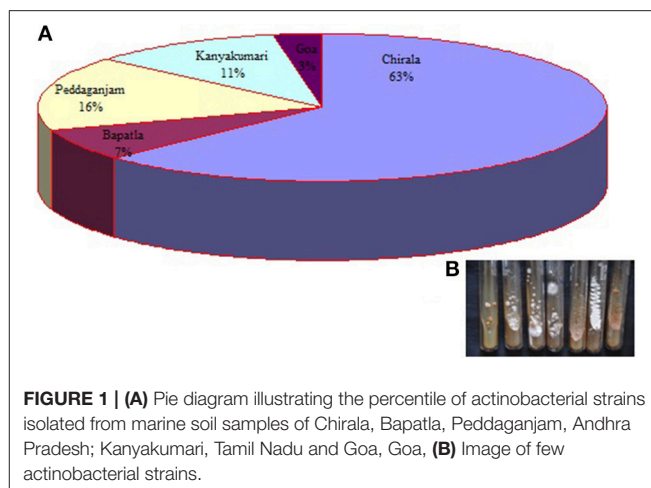 A
Goa
3%
Kanyakumari
11%
Chirala
63%
Peddaganjam
16%
Bapatla
7%
B
FIGURE 1 | (A) Pie diagram illustrating the percentile of actinobacterial strains
isolated from marine soil samples of Chirala, Bapatla, Peddaganjam, Andhra
Pradesh; Kanyakumari, Tamil Nadu and Goa, Goa, (B) Image of few
actinobacterial strains.